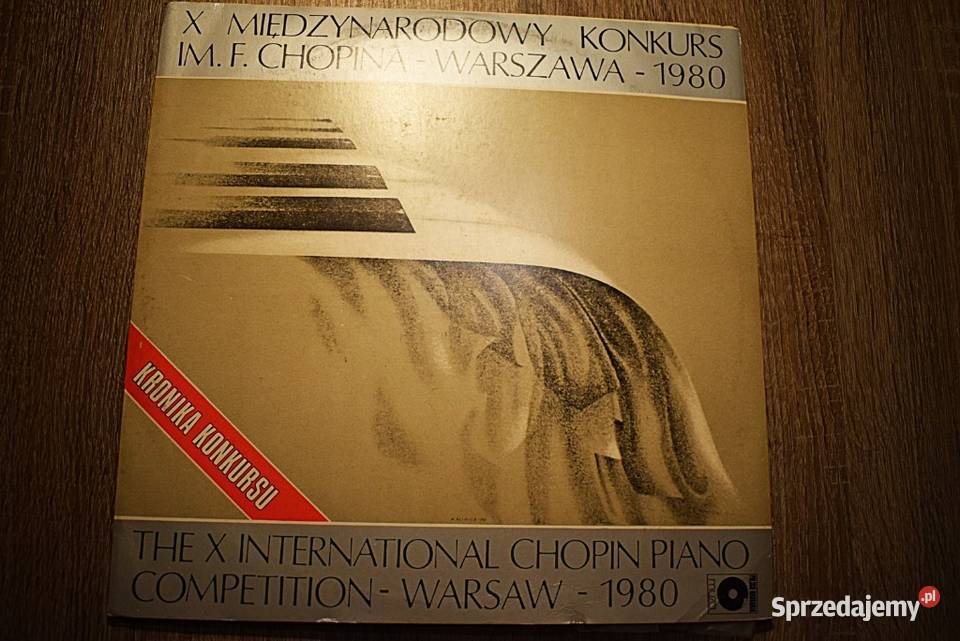 X MIĘDZYNARODOWY KONKURS
IM. F. CHOPINA - WARSZAWA - 1980
KRONIKA KONKURSU
THE X INTERNATIONAL CHOPIN PIANO
COMPETITION - WARSAW - 1980
Sprzedajemy.pl